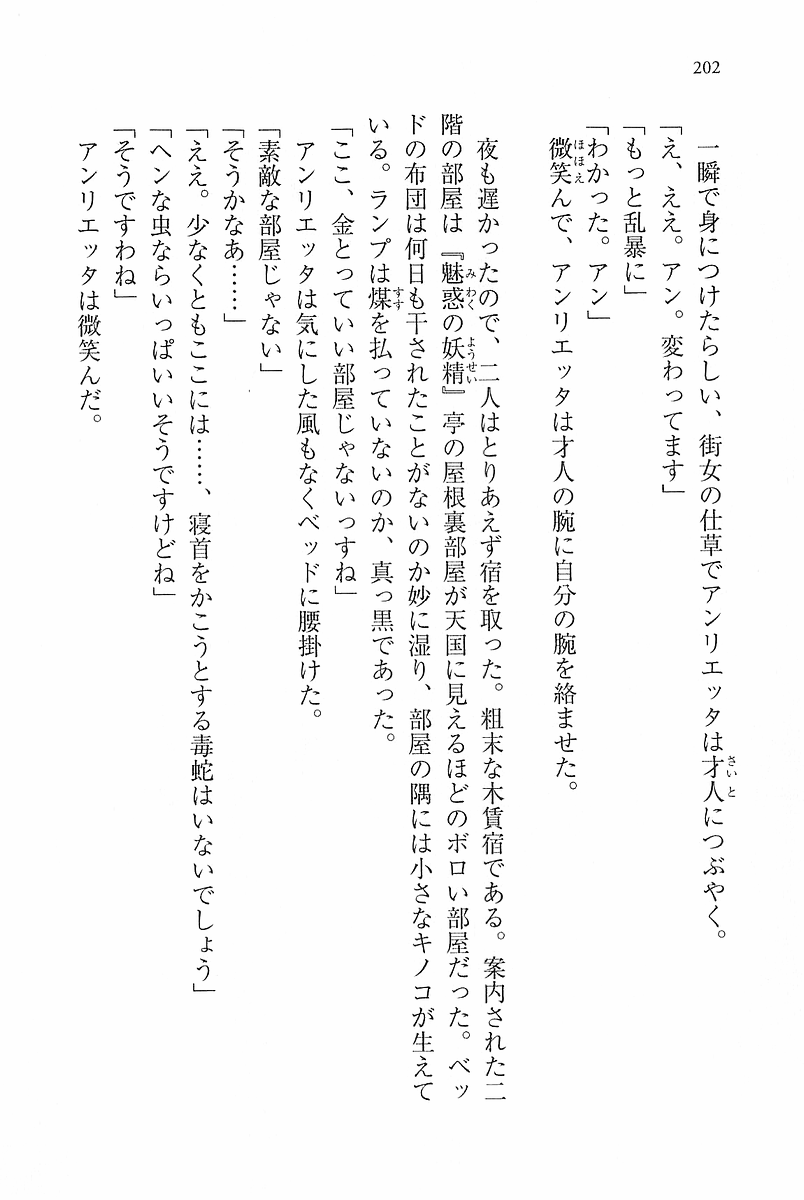 202
一瞬で身につけたらしい、街女の仕草でアンリエッタは才人につぶやく。
「え、ええ。アン。変わってます」
「もっと乱暴に」
「わかった。アン」
微笑んで、アンリエッタは才人の腕に自分の腕を絡ませた。
夜も遅かったので、二人はとりあえず宿を取った。粗末な木賃宿である。案内された二
階の部屋は『魅惑の妖精』亭の屋根裏部屋が天国に見えるほどのボロい部屋だった。ベッ
ドの布団は何日も干されたことがないのか妙に湿り、部屋の隅には小さなキノコが生えて
いる。ランプは煤を払っていないのか、真っ黒であった。
「ここ、金とっていい部屋じゃないっすね」
アンリエッタは気にした風もなくベッドに腰掛けた。
「素敵な部屋じゃない」
「そうかなあ……」
「ええ。少なくともここには……、寝首をかこうとする毒蛇はいないでしょう」
「ヘンな虫ならいっぱいいそうですけどね」
「そうですわね」
アンリエッタは微笑んだ。